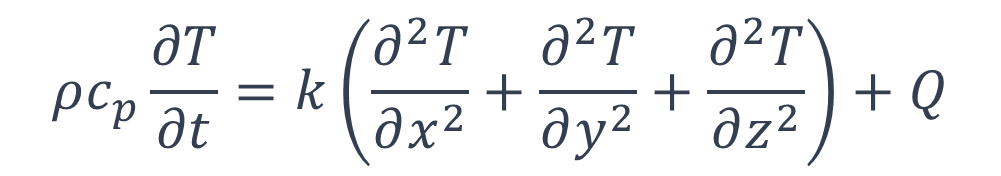 ρc_p ∂T/∂t = k (∂²T/∂x² + ∂²T/∂y² + ∂²T/∂z²) + Q